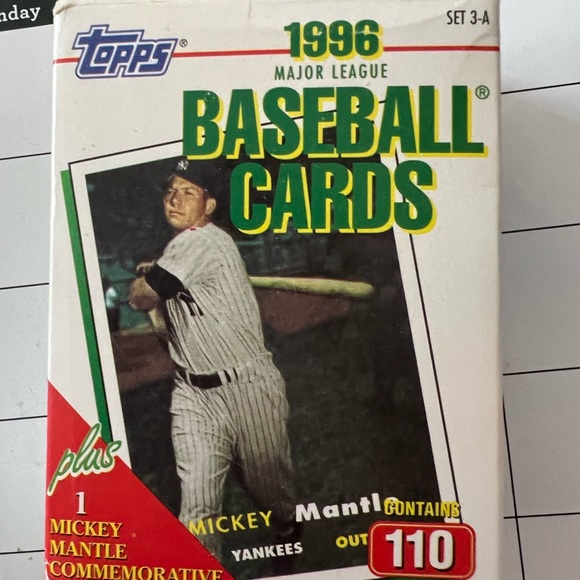 nday
TOPPS®
SET 3-A
1996
MAJOR LEAGUE
BASEBALL®
CARDS
plus
1
MICKEY
MANTLE
COMMEMORATIVE
MICKEY Mantle
YANKEES OUT
CONTAINS
110